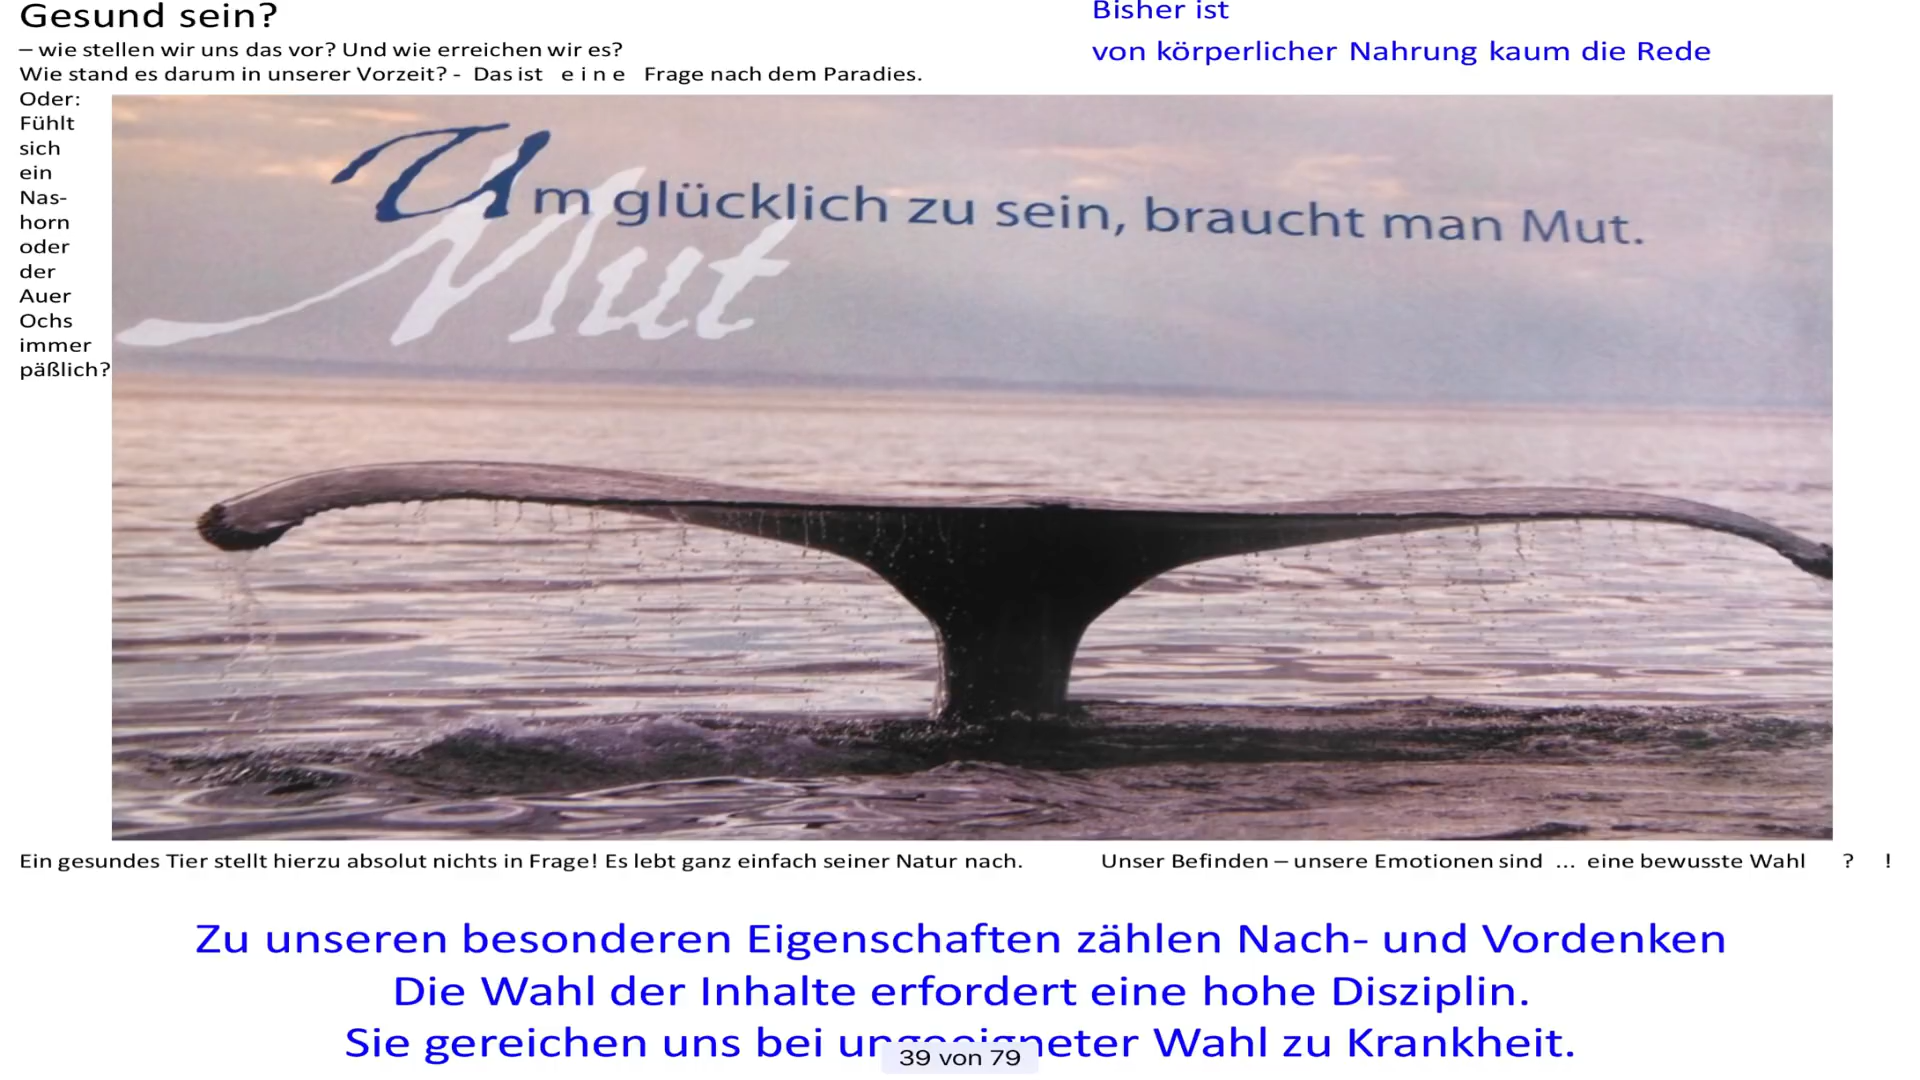 Gesund sein?
– wie stellen wir uns das vor? Und wie erreichen wir es?
Wie stand es darum in unserer Vorzeit? - Das ist e i n e Frage nach dem Paradies.
Oder:
Fühlt
sich
ein
Nas-
horn
oder
der
Auer
Ochs
immer
päßlich?
Bisher ist
von körperlicher Nahrung kaum die Rede
Um glücklich zu sein, braucht man Mut.
Mut
Ein gesundes Tier stellt hierzu absolut nichts in Frage! Es lebt ganz einfach seiner Natur nach.
Unser Befinden – unsere Emotionen sind ... eine bewusste Wahl ? !
Zu unseren besonderen Eigenschaften zählen Nach- und Vordenken
Die Wahl der Inhalte erfordert eine hohe Disziplin.
Sie gereichen uns bei ungeeigneter Wahl zu Krankheit.
39 von 79